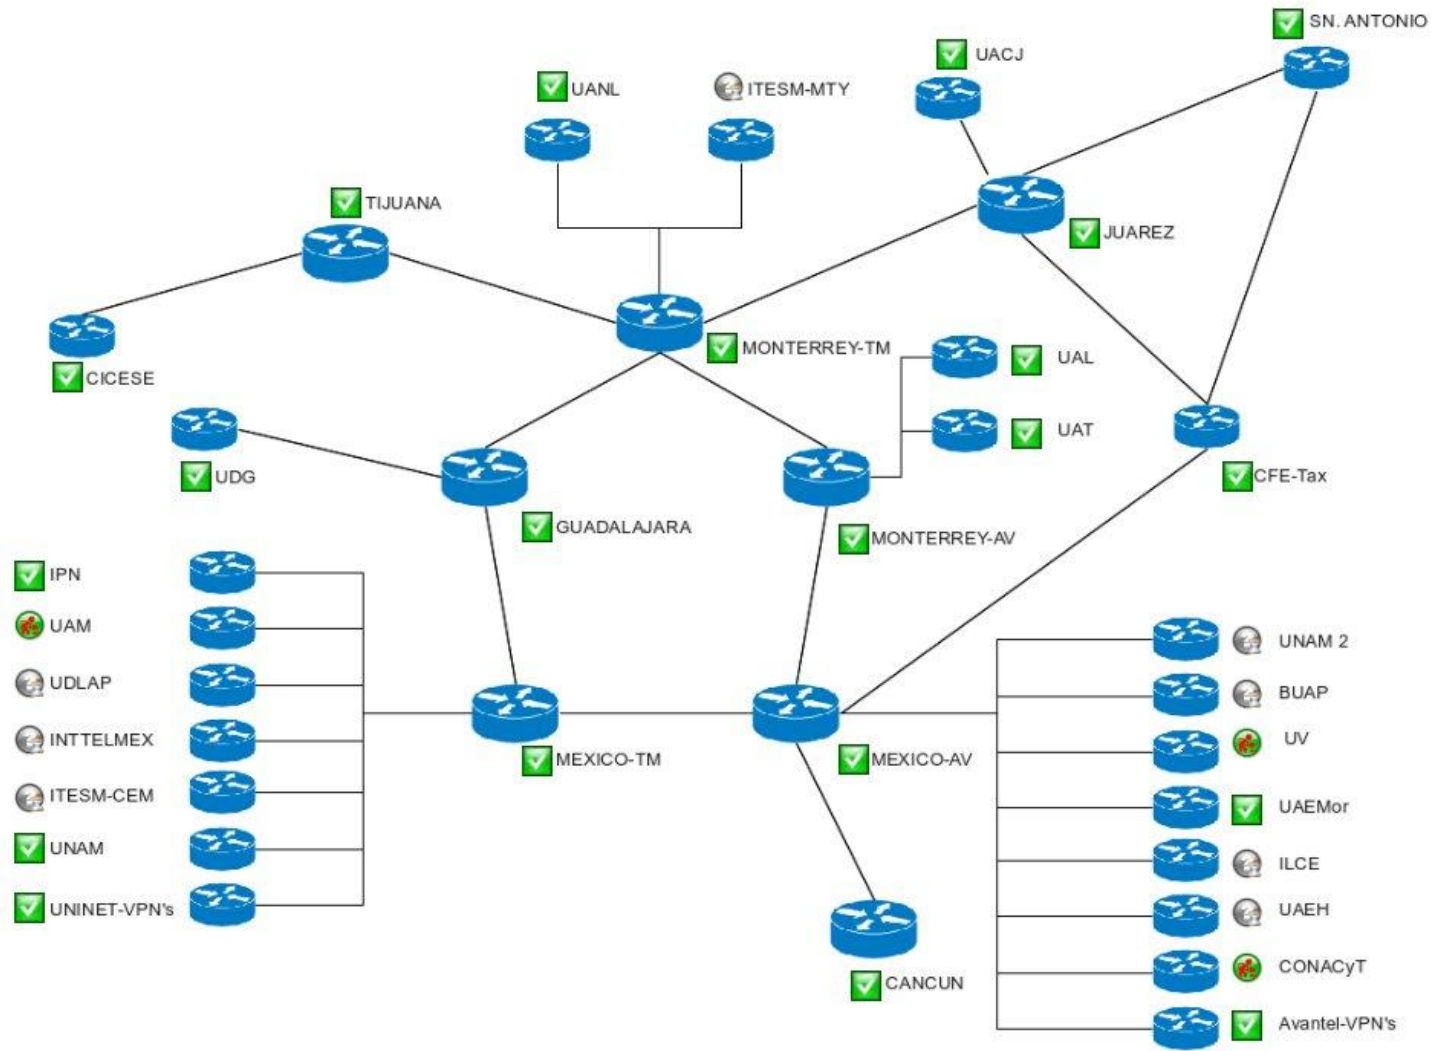 SN. ANTONIO
UACJ
UANL
ITESM-MTY
TIJUANA
JUAREZ
MONTERREY-TM
UAL
CICESE
UAT
UDG
CFE-Tax
GUADALAJARA
MONTERREY-AV
IPN
UAM
UDLAP
INTTELMEX
ITESM-CEM
UNAM
UNINET-VPN's
MEXICO-TM
MEXICO-AV
CANCUN
UNAM 2
BUAP
UV
UAEMor
ILCE
UAEH
CONACyT
Avantel-VPN's